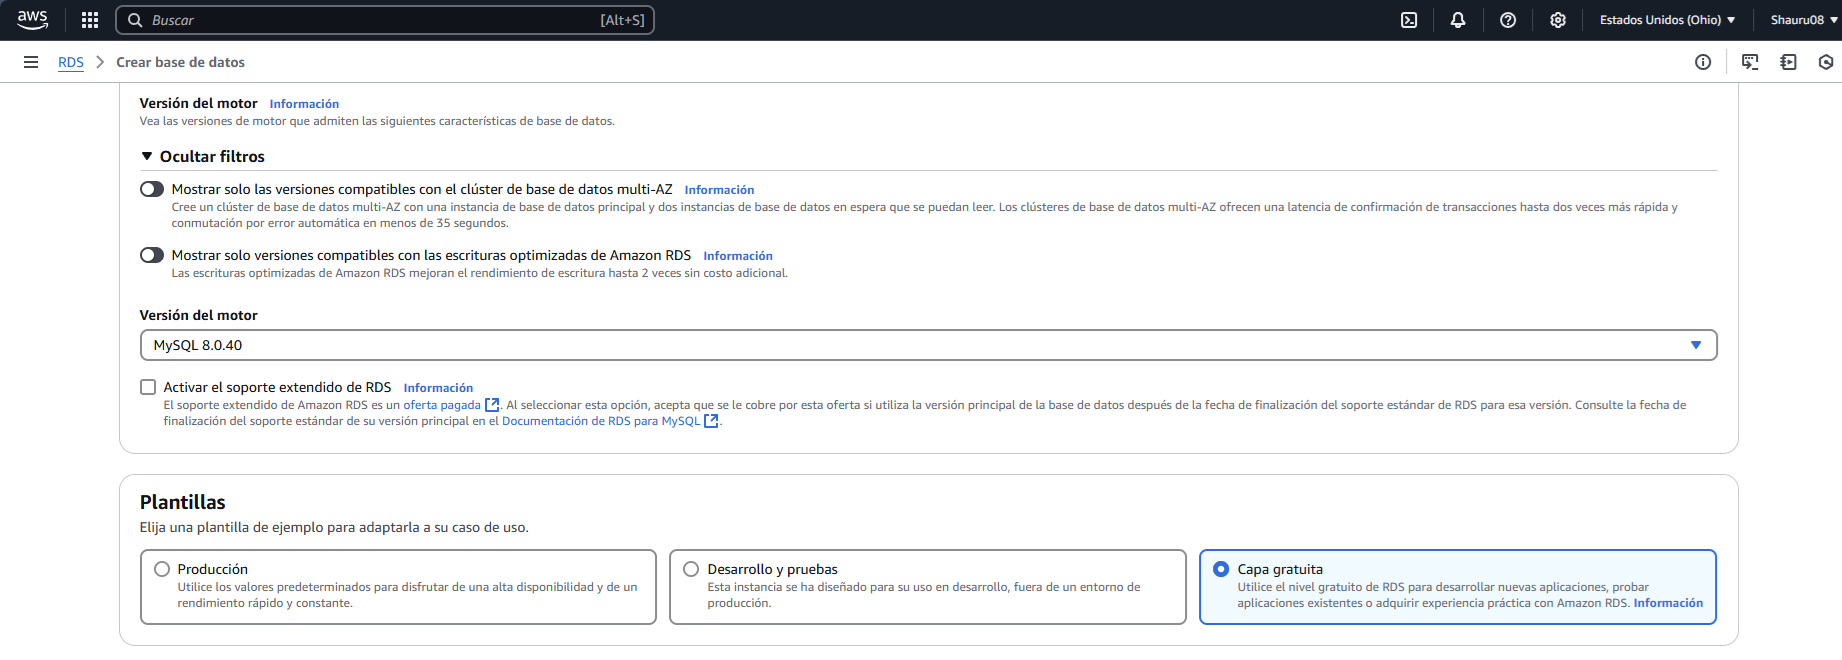 aws
Buscar [Alt+S] Estados Unidos (Ohio) Shauru08
RDS Crear base de datos
Versión del motor Información
Vea las versiones de motor que admiten las siguientes características de base de datos.
Ocultar filtros
Mostrar solo las versiones compatibles con el clúster de base de datos multi-AZ Información
Cree un clúster de base de datos multi-AZ con una instancia de base de datos principal y dos instancias de base de datos en espera que se puedan leer. Los clústeres de base de datos multi-AZ ofrecen una latencia de confirmación de transacciones hasta dos veces más rápida y
conmutación por error automática en menos de 35 segundos.
Mostrar solo versiones compatibles con las escrituras optimizadas de Amazon RDS Información
Las escrituras optimizadas de Amazon RDS mejoran el rendimiento de escritura hasta 2 veces sin costo adicional.
Versión del motor
MySQL 8.0.40
Activar el soporte extendido de RDS Información
El soporte extendido de Amazon RDS es un oferta pagada. Al seleccionar esta opción, acepta que se le cobre por esta oferta si utiliza la versión principal de la base de datos después de la fecha de finalización del soporte estándar de RDS para esa versión. Consulte la fecha de
finalización del soporte estándar de su versión principal en el Documentación de RDS para MySQL.
Plantillas
Elija una plantilla de ejemplo para adaptarla a su caso de uso.
Producción
Utilice los valores predeterminados para disfrutar de una alta disponibilidad y de un
rendimiento rápido y constante.
Desarrollo y pruebas
Esta instancia se ha diseñado para su uso en desarrollo, fuera de un entorno de
producción.
Capa gratuita
Utilice el nivel gratuito de RDS para desarrollar nuevas aplicaciones, probar
aplicaciones existentes o adquirir experiencia práctica con Amazon RDS. Información